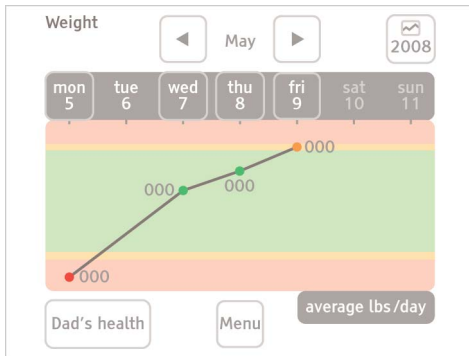 Weight
May
2008
mon tue wed thu fri sat sun
5 6 7 8 9 10 11
000
000
000
000
average lbs/day
Dad's health
Menu